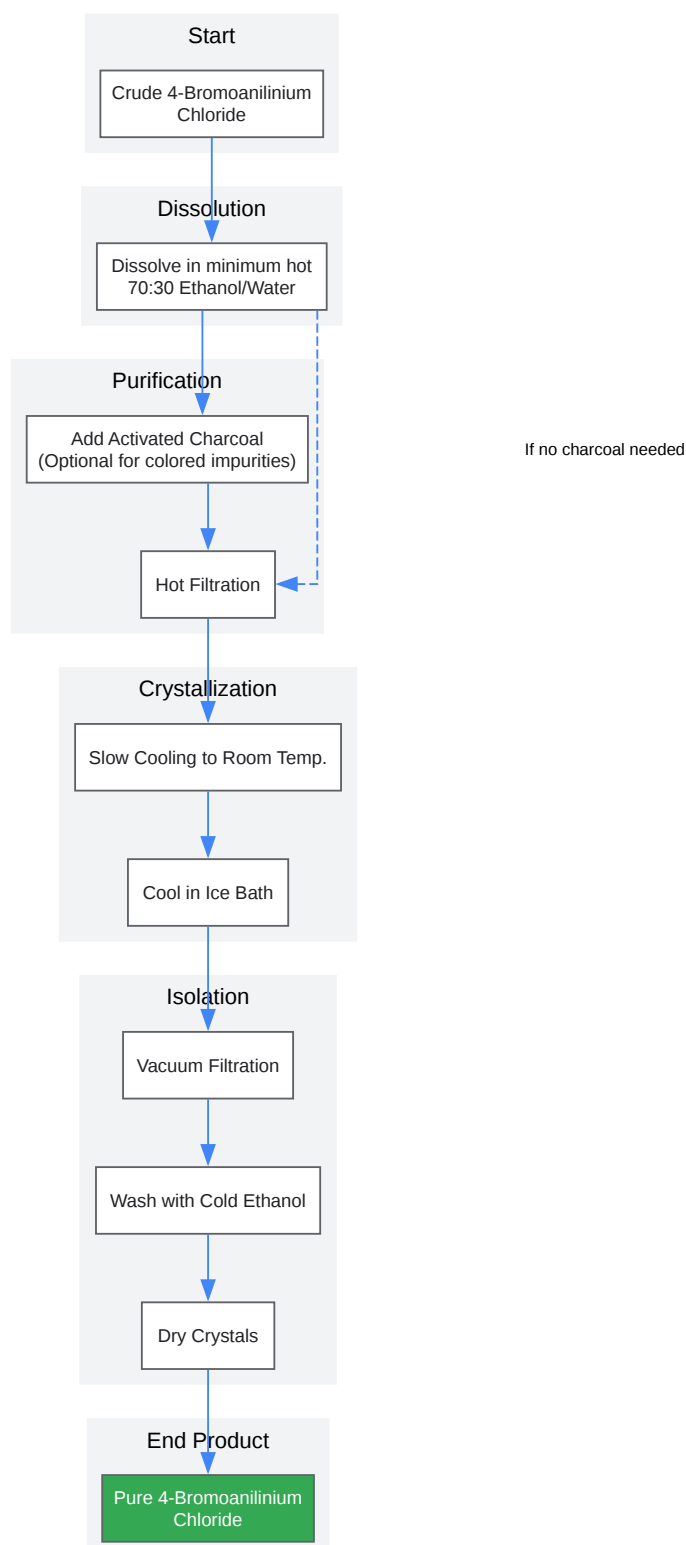 Start
Crude 4-Bromoanilinium
Chloride
Dissolution
Dissolve in minimum hot
70:30 Ethanol/Water
Purification
Add Activated Charcoal
(Optional for colored impurities)
If no charcoal needed
Hot Filtration
Crystallization
Slow Cooling to Room Temp.
Cool in Ice Bath
Isolation
Vacuum Filtration
Wash with Cold Ethanol
Dry Crystals
End Product
Pure 4-Bromoanilinium
Chloride